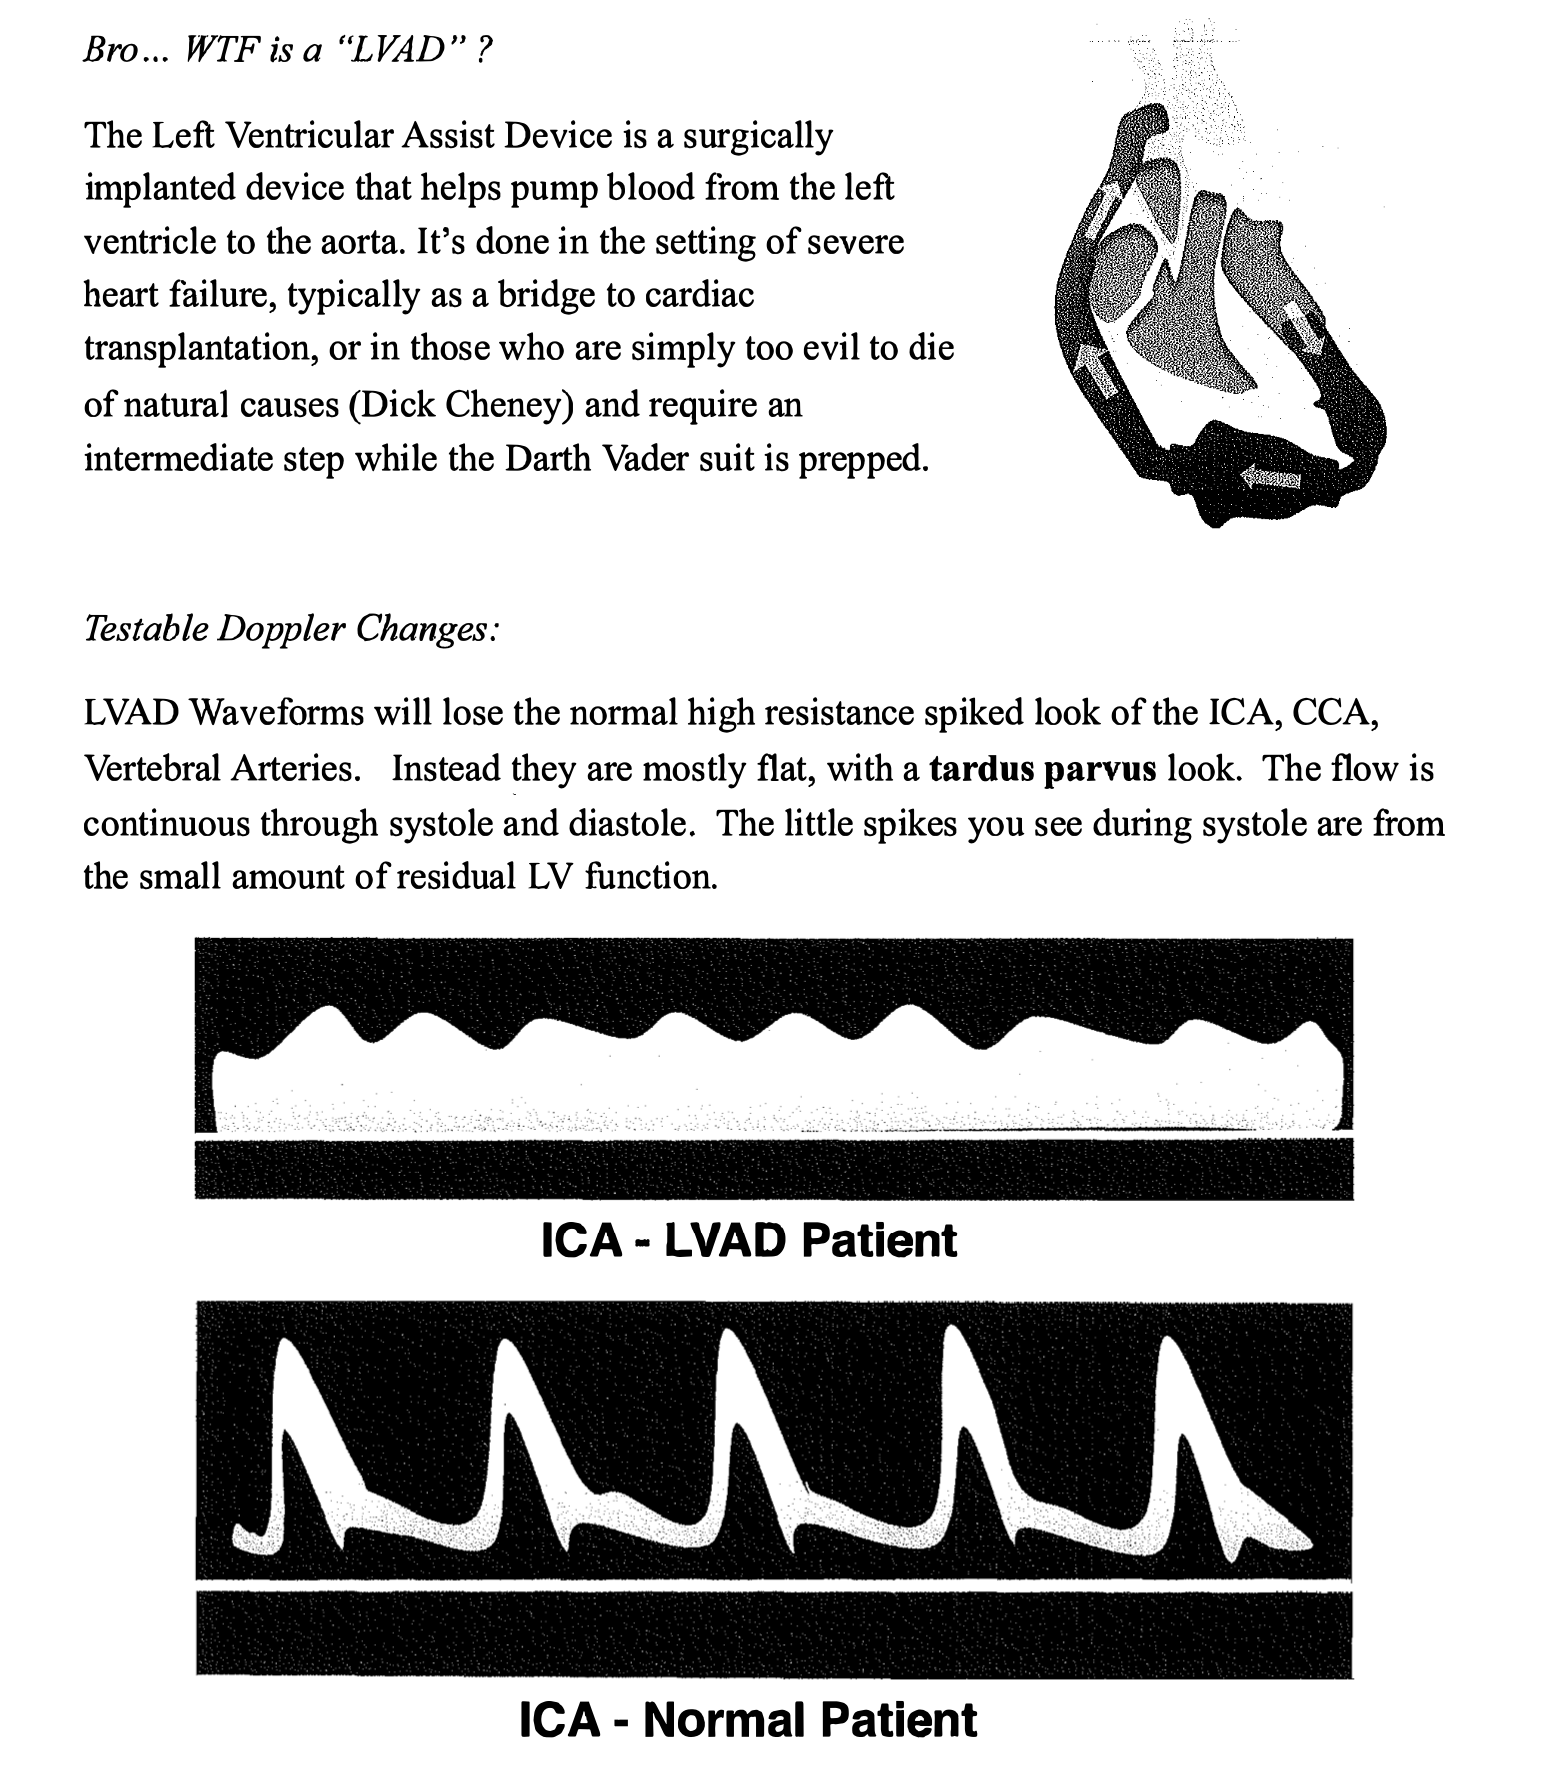 Bro... WTF is a “LVAD” ?
The Left Ventricular Assist Device is a surgically
implanted device that helps pump blood from the left
ventricle to the aorta. It’s done in the setting of severe
heart failure, typically as a bridge to cardiac
transplantation, or in those who are simply too evil to die
of natural causes (Dick Cheney) and require an
intermediate step while the Darth Vader suit is prepped.
Testable Doppler Changes:
LVAD Waveforms will lose the normal high resistance spiked look of the ICA, CCA,
Vertebral Arteries. Instead they are mostly flat, with a tardus parvus look. The flow is
continuous through systole and diastole. The little spikes you see during systole are from
the small amount of residual LV function.
ICA - LVAD Patient
ICA - Normal Patient